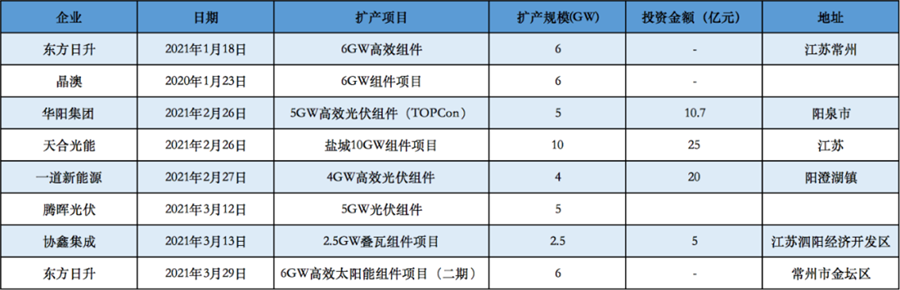 企业 日期 扩产项目 扩产规模(GW) 投资金额（亿元） 地址
东方日升 2021年1月18日 6GW高效组件 6 - 江苏常州
晶澳 2020年1月23日 6GW组件项目 6 -
华阳集团 2021年2月26日 5GW高效光伏组件（TOPCon） 5 10.7 阳泉市
天合光能 2021年2月26日 盐城10GW组件项目 10 25 江苏
一道新能源 2021年2月27日 4GW高效光伏组件 4 20 阳澄湖镇
腾晖光伏 2021年3月12日 5GW光伏组件 5
协鑫集成 2021年3月13日 2.5GW叠瓦组件项目 2.5 5 江苏泗阳经济开发区
东方日升 2021年3月29日 6GW高效太阳能组件项目（二期） 6 - 常州市金坛区